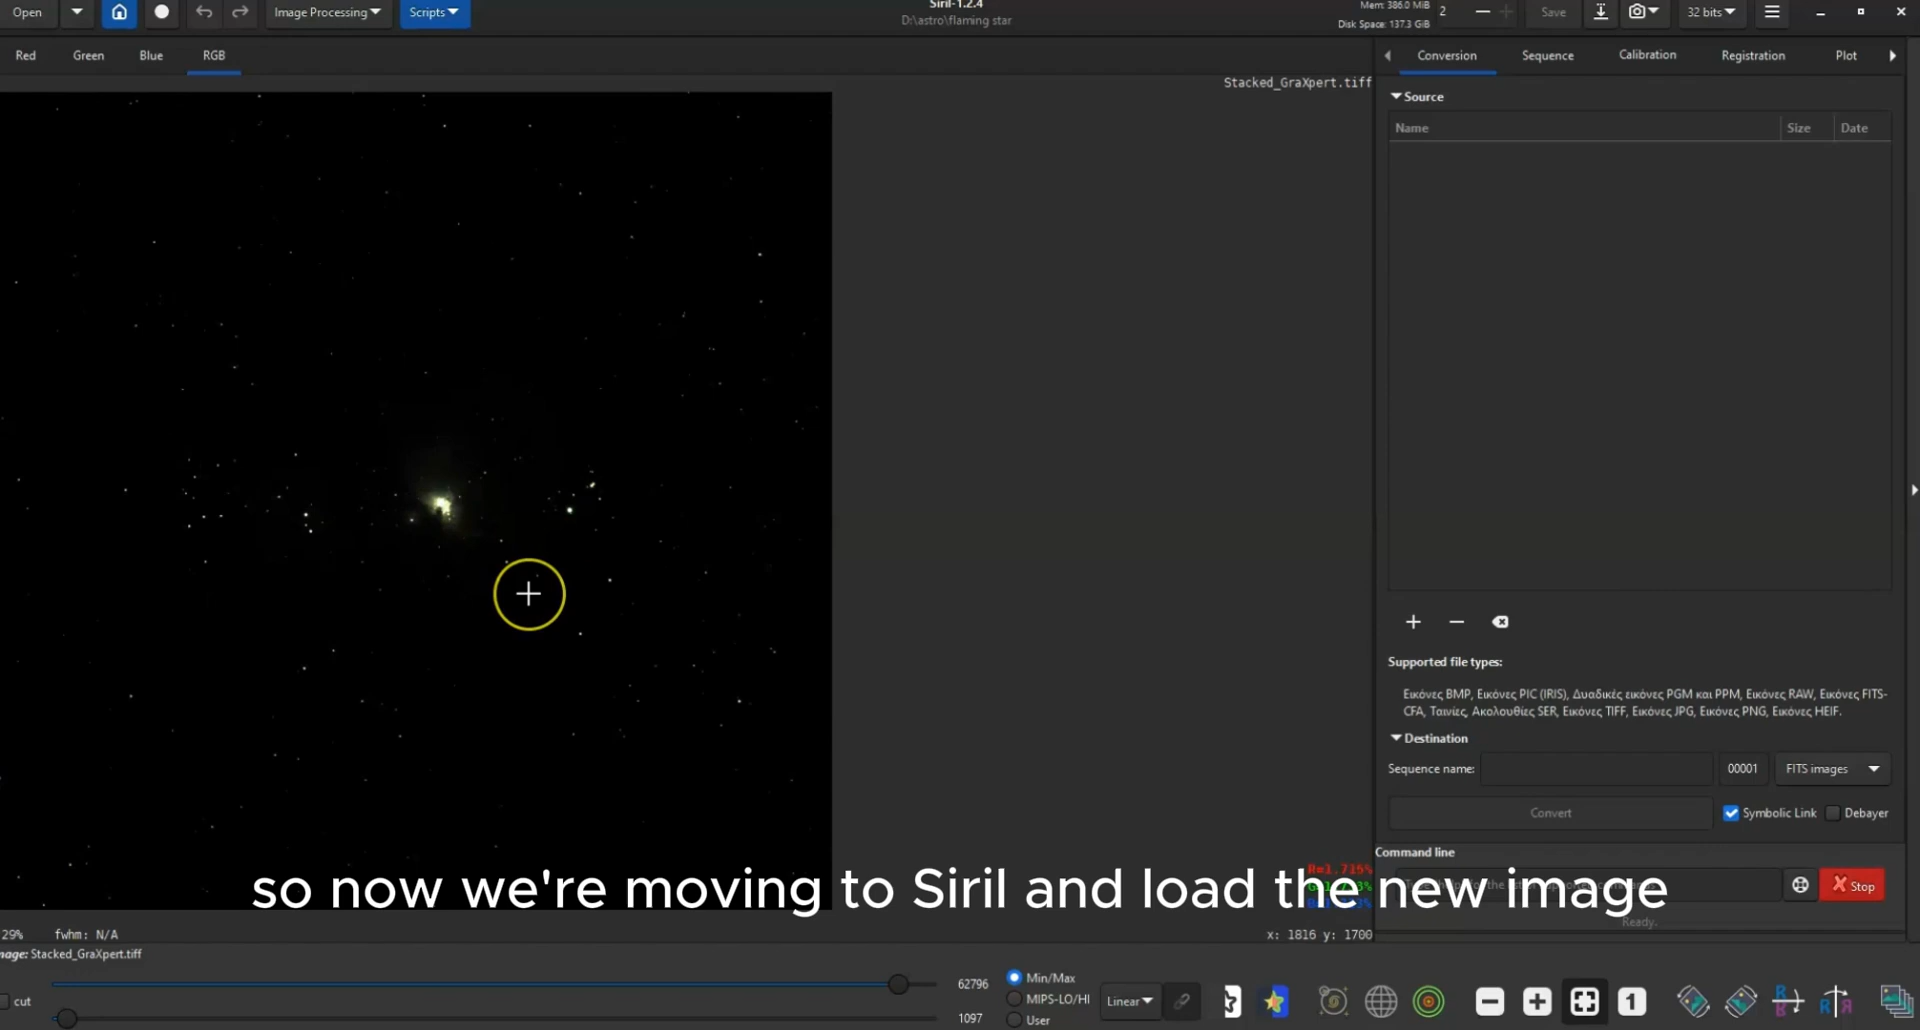 Siril-1.2.4
Open
Image Processing
Scripts
D:\astro\flaming star
Mem: 386.0 MiB
Disk Space: 137.3 GiB
2
Save
32 bits
Red
Green
Blue
RGB
Stacked_GraXpert.tiff
Conversion
Sequence
Calibration
Registration
Plot
Source
Name
Size
Date
Supported file types:
Εικόνες BMP, Εικόνες PIC (IRIS), Δυαδικές εικόνες PGM και PPM, Εικόνες RAW, Εικόνες FITS-
CFA, Ταινίες, Ακολουθίες SER, Εικόνες TIFF, Εικόνες JPG, Εικόνες PNG, Εικόνες HEIF.
Destination
Sequence name:
00001
FITS images
Convert
Symbolic Link
Debayer
Command line
so now we're moving to Siril and load the new image
Stop
Ready.
29%
fwhm: N/A
x: 1816 y: 1700
mage: Stacked_GraXpert.tiff
cut
62796
1097
Min/Max
MIPS-LO/HI
User
Linear
1
R
R
R
R